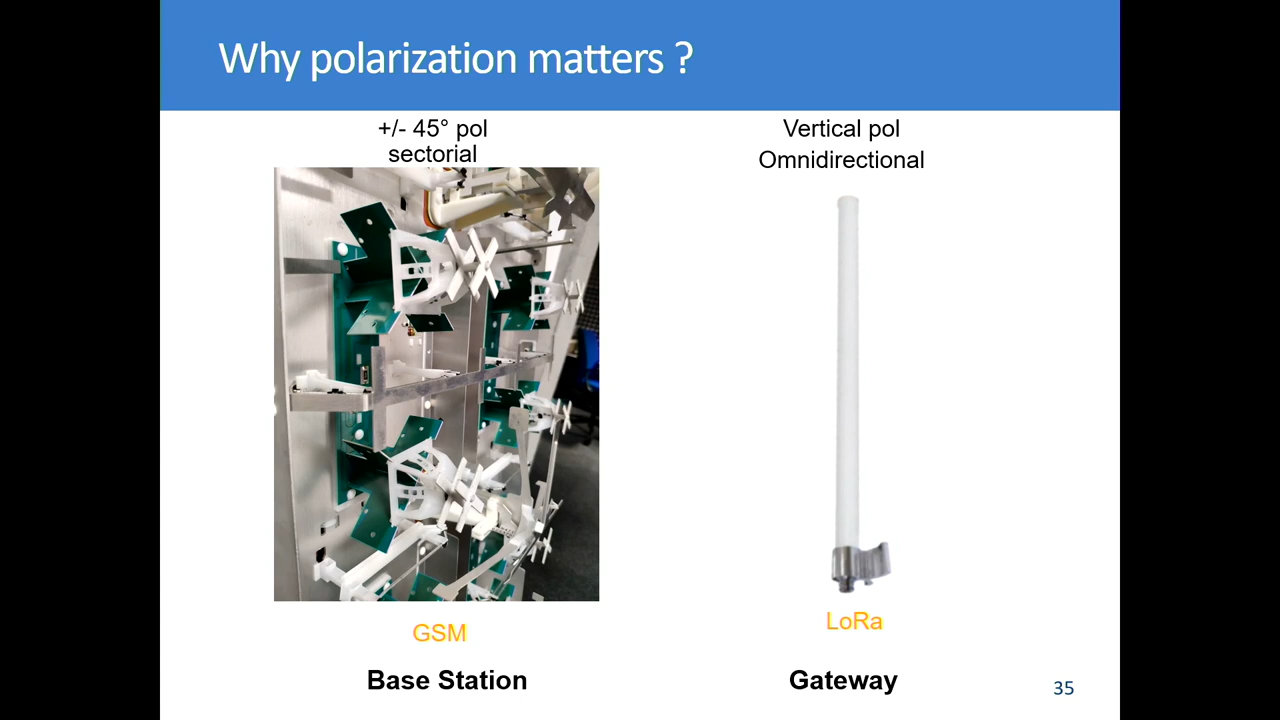 Why polarization matters ?
+/- 45° pol
sectorial
Vertical pol
Omnidirectional
GSM
LoRa
Base Station
Gateway
35